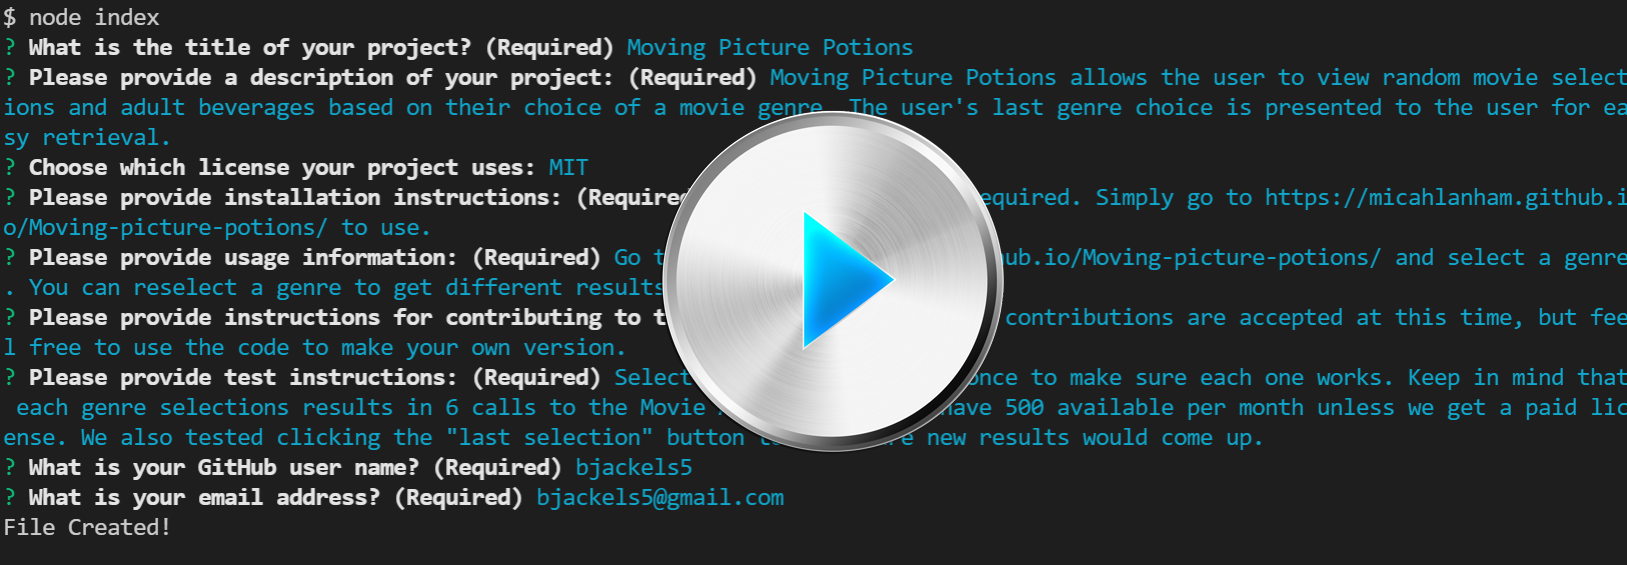 $ node index
? What is the title of your project? (Required) Moving Picture Potions
? Please provide a description of your project: (Required) Moving Picture Potions allows the user to view random movie select
ions and adult beverages based on their choice of a movie genre. The user's last genre choice is presented to the user for ea
sy retrieval.
? Choose which license your project uses: MIT
? Please provide installation instructions: (Required equired. Simply go to https://micahlanham.github.i
o/Moving-picture-potions/ to use.
? Please provide usage information: (Required) Go t hub.io/Moving-picture-potions/ and select a genre
. You can reselect a genre to get different results
? Please provide instructions for contributing to t contributions are accepted at this time, but fee
l free to use the code to make your own version.
? Please provide test instructions: (Required) Select once to make sure each one works. Keep in mind that
each genre selections results in 6 calls to the Movie have 500 available per month unless we get a paid lic
ense. We also tested clicking the "last selection" button new results would come up.
? What is your GitHub user name? (Required) bjackels5
? What is your email address? (Required) bjackels5@gmail.com
File Created!